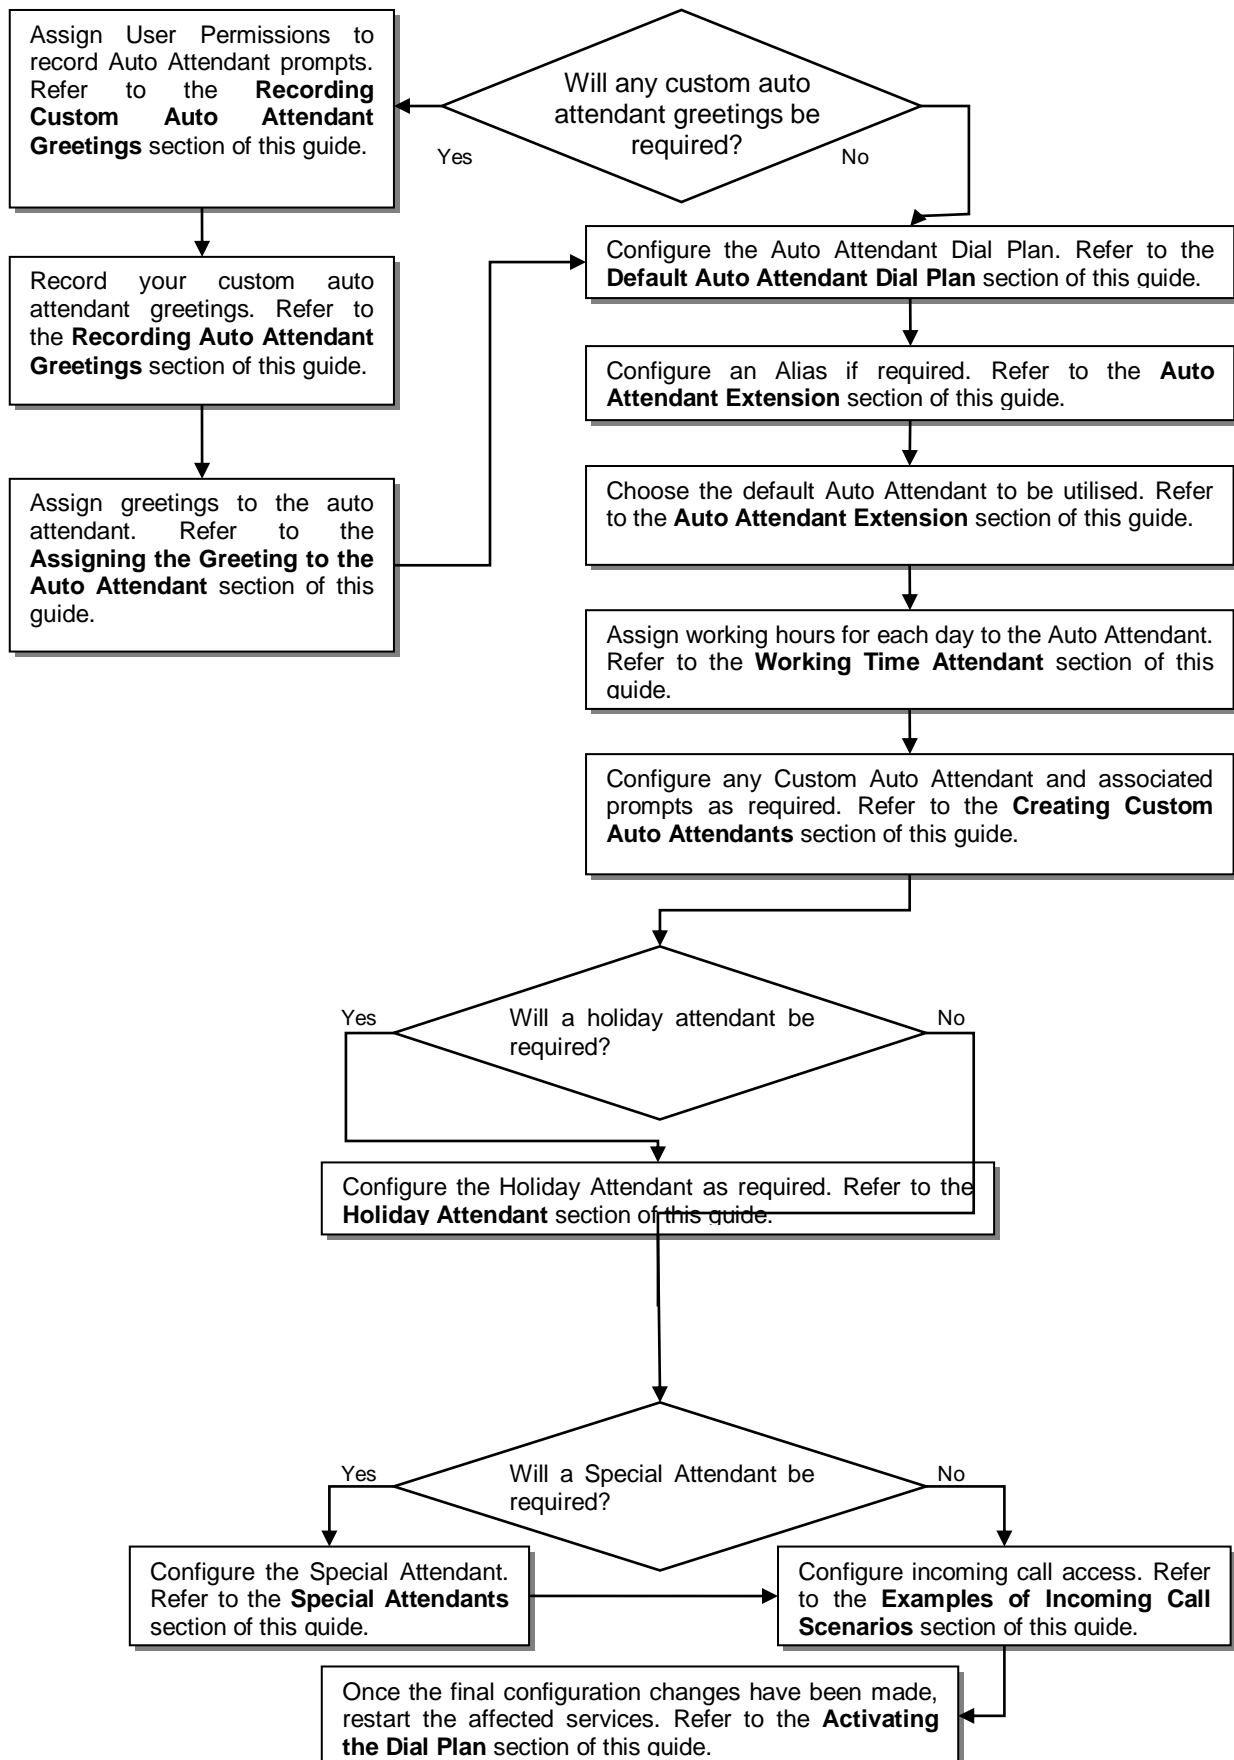 Assign User Permissions to
record Auto Attendant prompts.
Refer to the Recording
Custom Auto Attendant
Greetings section of this guide.
Will any custom auto
attendant greetings be
required?
Yes
No
Record your custom auto
attendant greetings. Refer to
the Recording Auto Attendant
Greetings section of this guide.
Assign greetings to the auto
attendant. Refer to the
Assigning the Greeting to the
Auto Attendant section of this
guide.
Configure the Auto Attendant Dial Plan. Refer to the
Default Auto Attendant Dial Plan section of this guide.
Configure an Alias if required. Refer to the Auto
Attendant Extension section of this guide.
Choose the default Auto Attendant to be utilised. Refer
to the Auto Attendant Extension section of this guide.
Assign working hours for each day to the Auto Attendant.
Refer to the Working Time Attendant section of this
guide.
Configure any Custom Auto Attendant and associated
prompts as required. Refer to the Creating Custom
Auto Attendants section of this guide.
Yes
Will a holiday attendant be
required?
No
Configure the Holiday Attendant as required. Refer to the
Holiday Attendant section of this guide.
Yes
Will a Special Attendant be
required?
No
Configure the Special Attendant.
Refer to the Special Attendants
section of this guide.
Configure incoming call access. Refer
to the Examples of Incoming Call
Scenarios section of this guide.
Once the final configuration changes have been made,
restart the affected services. Refer to the Activating
the Dial Plan section of this guide.